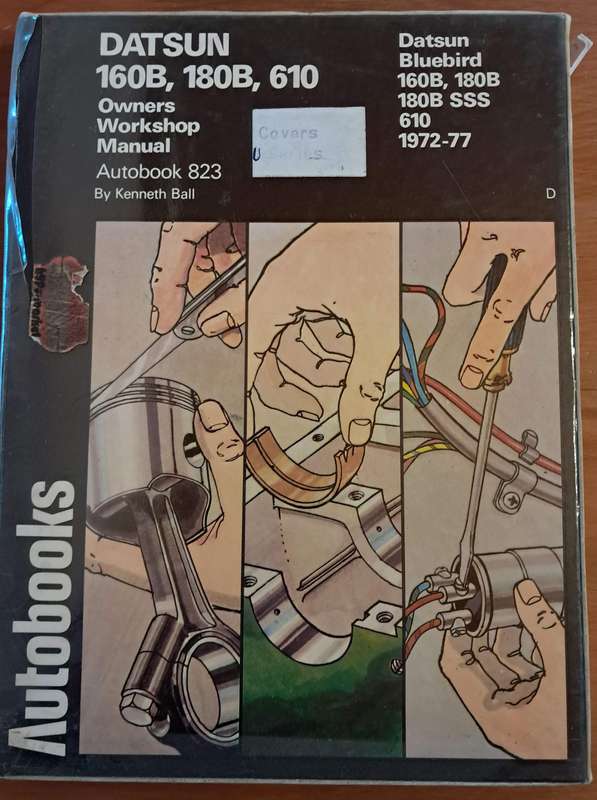 DATSUN
160B, 180B, 610
Owners
Workshop
Manual
Autobook 823
By Kenneth Ball
Datsun
Bluebird
160B, 180B
180B SSS
610
1972-77
Covers
U Series
D
Autobooks